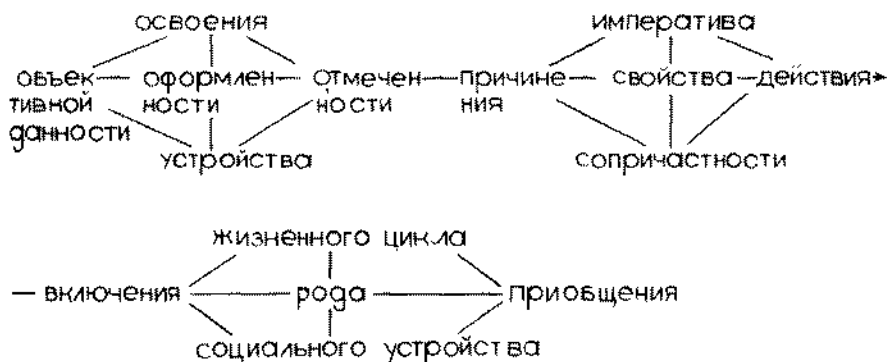 освоения императива
объек оформлен отмечен причине свойства действия
тивной ности ности ния
данности
устройства сопричастности
жизненного цикла
включения рода приобщения
социального устройства